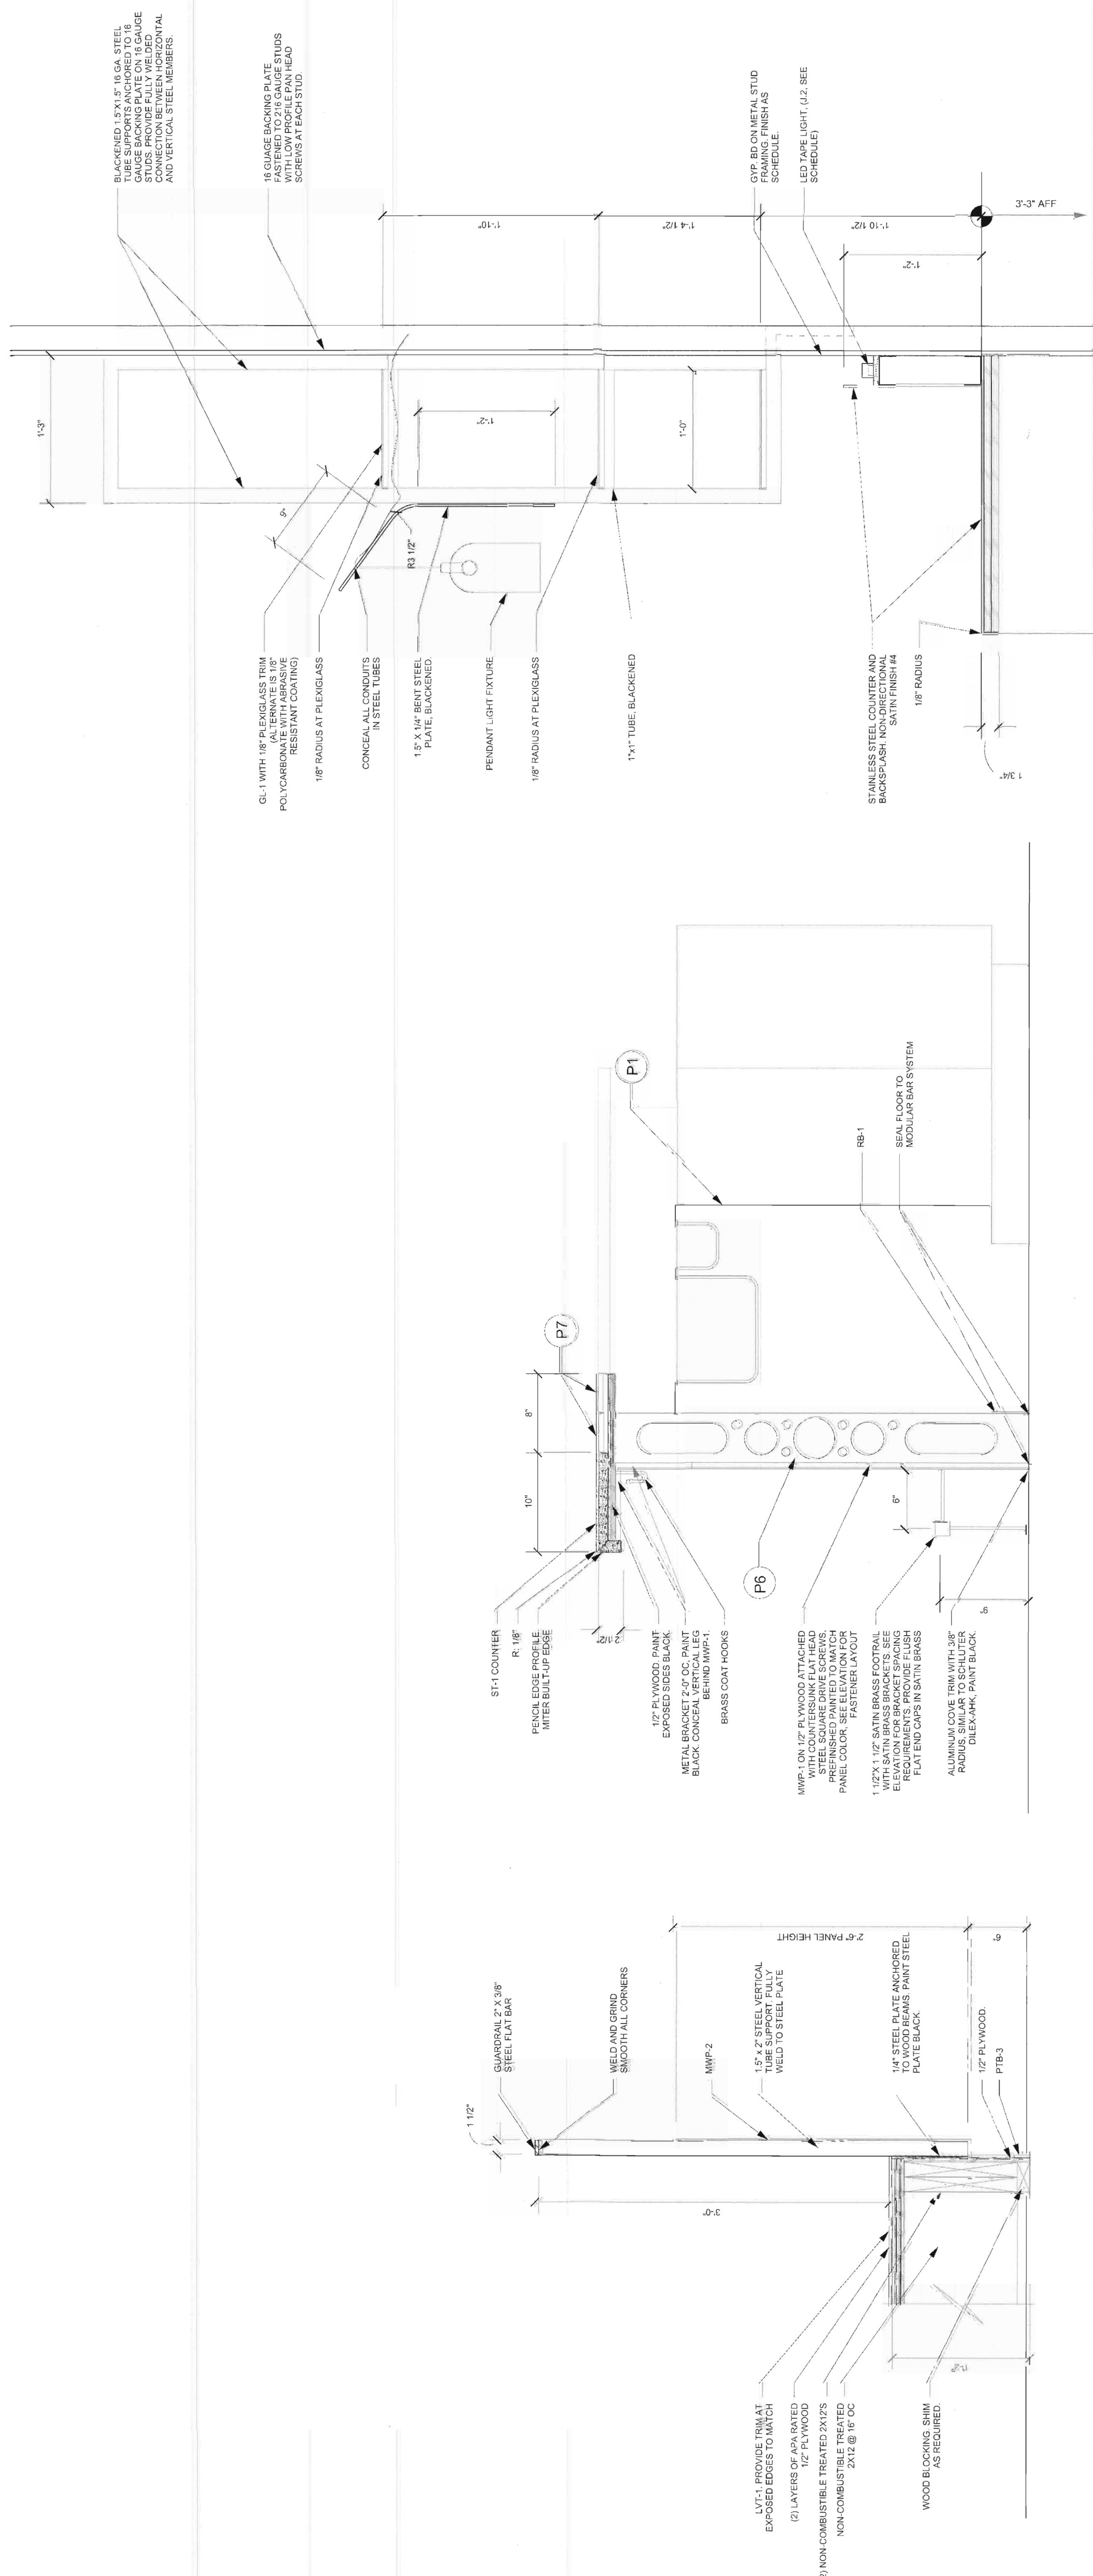 BLACKENED 1.5"X1.5" 16 GA. STEEL
TUBE SUPPORTS ANCHORED TO 16
GAUGE BACKING PLATE ON 16 GAUGE
STUDS. PROVIDE FULLY WELDED
CONNECTION BETWEEN HORIZONTAL
AND VERTICAL STEEL MEMBERS.
16 GUAGE BACKING PLATE
FASTENED TO 216 GAUGE STUDS
WITH LOW PROFILE PAN HEAD
SCREWS AT EACH STUD.
GYP. BD ON METAL STUD
FRAMING. FINISH AS
SCHEDULE.
LED TAPE LIGHT, (J.2, SEE
SCHEDULE)
3'-3" AFF
1'-10"
1'-4 1/2"
1'-10 1/2"
1'-2"
1'-3"
9"
R3 1/2"
1'-2"
1'-0"
GL-1 WITH 1/8" PLEXIGLASS TRIM
(ALTERNATE IS 1/8"
POLYCARBONATE WITH ABRASIVE
RESISTANT COATING)
1/8" RADIUS AT PLEXIGLASS
CONCEAL ALL CONDUITS
IN STEEL TUBES
1.5" X 1/4" BENT STEEL
PLATE, BLACKENED.
PENDANT LIGHT FIXTURE
1/8" RADIUS AT PLEXIGLASS
1"x1" TUBE, BLACKENED
STAINLESS STEEL COUNTER AND
BACKSPLASH. NON-DIRECTIONAL
SATIN FINISH #4
1/8" RADIUS
1 3/4"
P1
RB-1
SEAL FLOOR TO
MODULAR BAR SYSTEM
P7
8"
10"
P6
6"
9"
2 1/2"
ST-1 COUNTER
R: 1/8"
PENCIL EDGE PROFILE.
MITER BUILT-UP EDGE
1/2" PLYWOOD. PAINT
EXPOSED SIDES BLACK.
METAL BRACKET 2'-0" OC, PAINT
BLACK. CONCEAL VERTICAL LEG
BEHIND MWP-1.
BRASS COAT HOOKS
MWP-1 ON 1/2" PLYWOOD ATTACHED
WITH COUNTERSUNK FLAT HEAD
STEEL SQUARE DRIVE SCREWS,
PREFINISHED PAINTED TO MATCH
PANEL COLOR, SEE ELEVATION FOR
FASTENER LAYOUT
1 1/2"X 1 1/2" SATIN BRASS FOOTRAIL
WITH SATIN BRASS BRACKETS. SEE
ELEVATION FOR BRACKET SPACING
REQUIREMENTS. PROVIDE FLUSH
FLAT END CAPS IN SATIN BRASS
ALUMINUM COVE TRIM WITH 3/8"
RADIUS, SIMILAR TO SCHLUTER
DILEX-AHK, PAINT BLACK.
GUARDRAIL 2" X 3/8"
STEEL FLAT BAR
WELD AND GRIND
SMOOTH ALL CORNERS
MWP-2
1.5" x 2" STEEL VERTICAL
TUBE SUPPORT. FULLY
WELD TO STEEL PLATE
1/4" STEEL PLATE ANCHORED
TO WOOD BEAMS. PAINT STEEL
PLATE BLACK.
1/2" PLYWOOD.
PTB-3
1 1/2"
2'-6" PANEL HEIGHT
6"
3'-0"
LVT-1. PROVIDE TRIM AT
EXPOSED EDGES TO MATCH
(2) LAYERS OF APA RATED
1/2" PLYWOOD
2) NON-COMBUSTIBLE TREATED 2X12'S
NON-COMBUSTIBLE TREATED
2X12 @ 16" OC
WOOD BLOCKING. SHIM
AS REQUIRED.